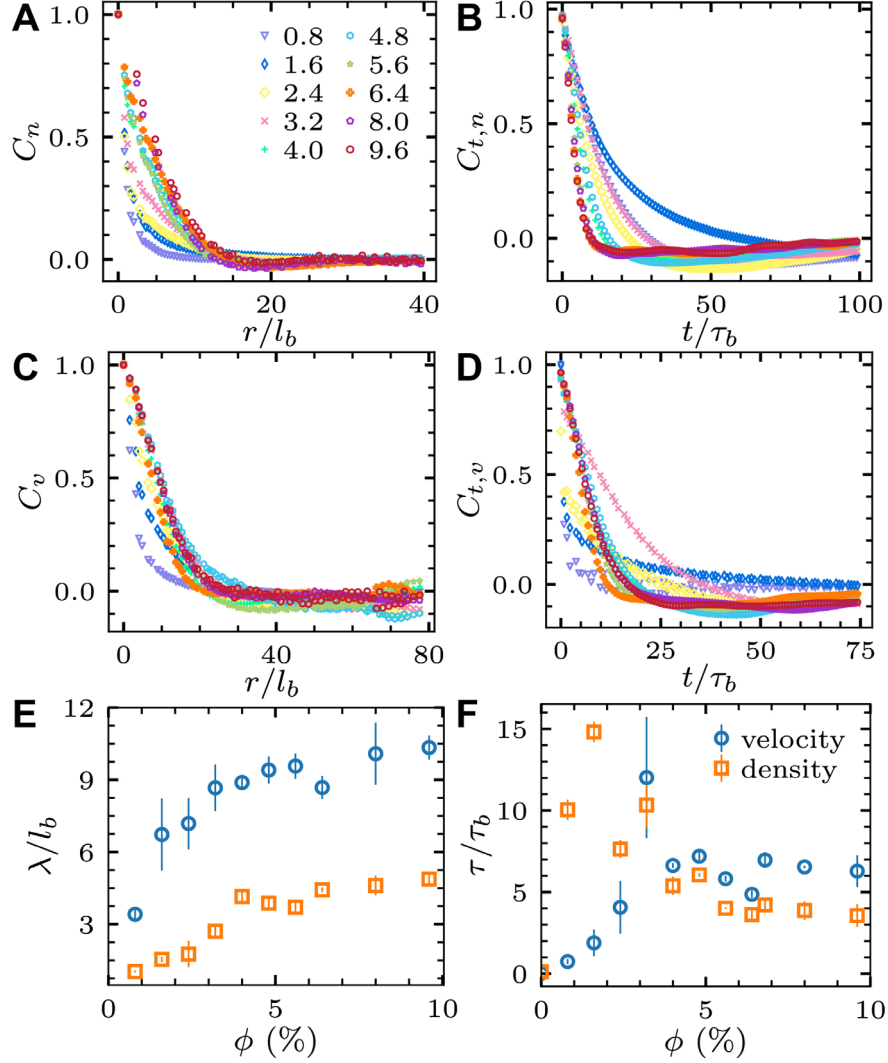 A
B
1.0
0.5
0.0
C_n
0.8
1.6
2.4
3.2
4.0
4.8
5.6
6.4
8.0
9.6
0
20
40
r/l_b
1.0
0.5
0.0
C_{t,n}
0
50
100
t/τ_b
C
D
1.0
0.5
0.0
C_v
0
40
80
r/l_b
1.0
0.5
0.0
C_{t,v}
0
25
50
75
t/τ_b
E
F
12
9
6
3
λ/l_b
0
5
10
ϕ (%)
15
10
5
0
τ/τ_b
velocity
density
0
5
10
ϕ (%)